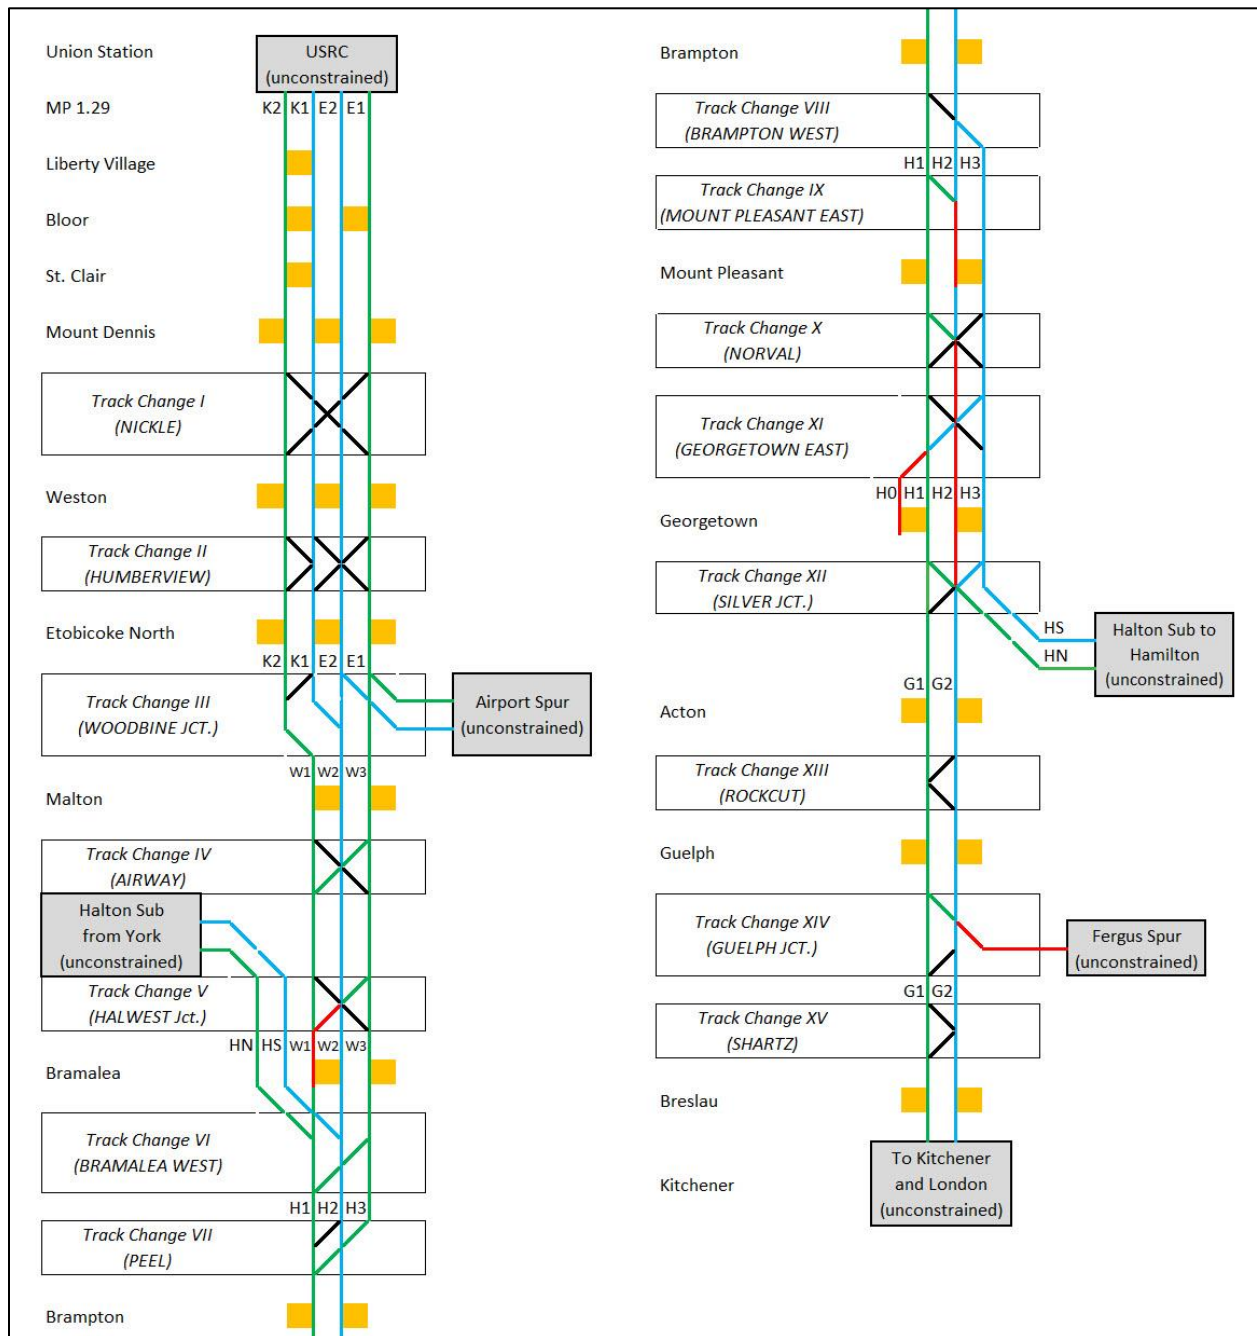 Union Station
USRC
(unconstrained)
MP 1.29
K2 K1 E2 E1
Liberty Village
Bloor
St. Clair
Mount Dennis
Track Change I
(NICKLE)
Weston
Track Change II
(HUMBERVIEW)
Etobicoke North
K2 K1 E2 E1
Track Change III
(WOODBINE JCT.)
Airport Spur
(unconstrained)
W1 W2 W3
Malton
Track Change IV
(AIRWAY)
Halton Sub
from York
(unconstrained)
Track Change V
(HALWEST Jct.)
HN HS W1 W2 W3
Bramalea
Track Change VI
(BRAMALEA WEST)
H1 H2 H3
Track Change VII
(PEEL)
Brampton
Brampton
Track Change VIII
(BRAMPTON WEST)
H1 H2 H3
Track Change IX
(MOUNT PLEASANT EAST)
Mount Pleasant
Track Change X
(NORVAL)
Track Change XI
(GEORGETOWN EAST)
H0 H1 H2 H3
Georgetown
Track Change XII
(SILVER JCT.)
HS
HN
Halton Sub to
Hamilton
(unconstrained)
G1 G2
Acton
Track Change XIII
(ROCKCUT)
Guelph
Track Change XIV
(GUELPH JCT.)
Fergus Spur
(unconstrained)
G1 G2
Track Change XV
(SHARTZ)
Breslau
Kitchener
To Kitchener
and London
(unconstrained)